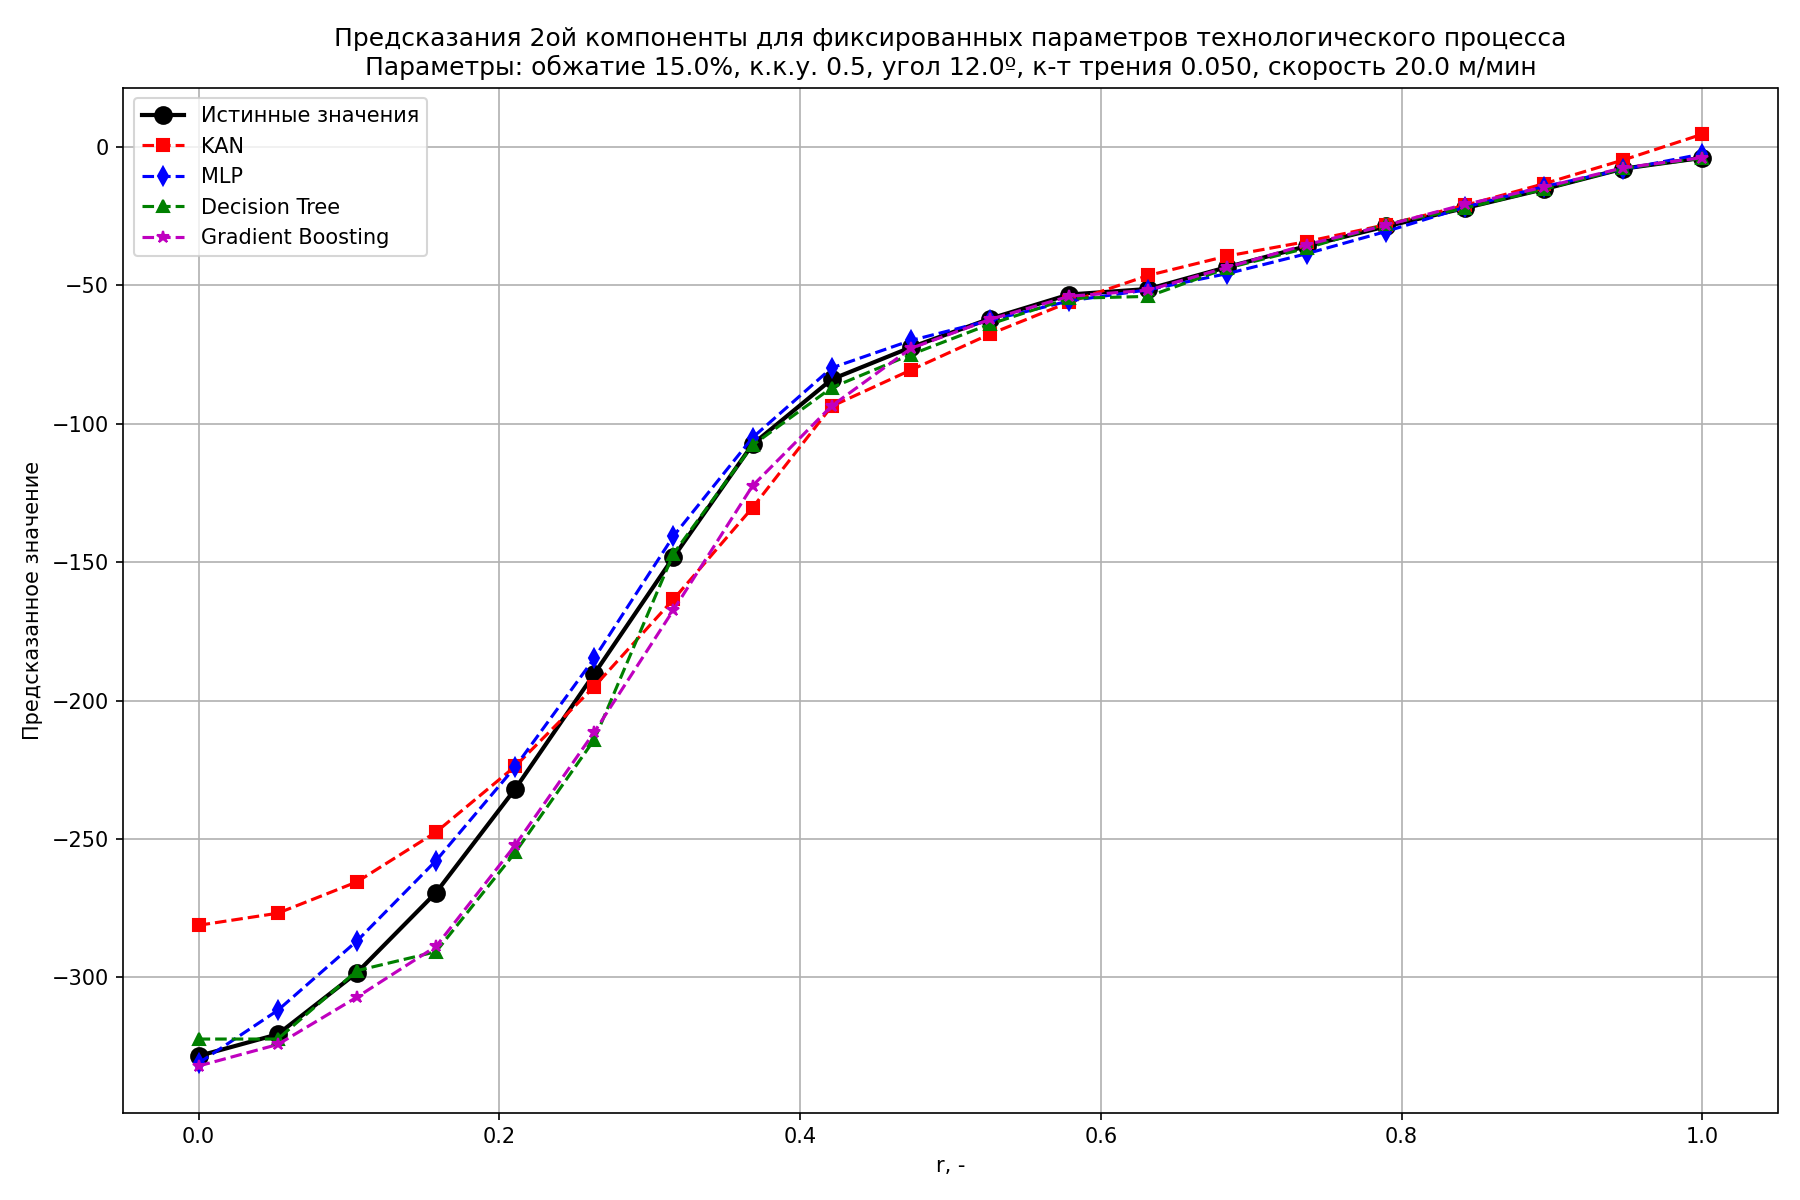 Предсказания 2ой компоненты для фиксированных параметров технологического процесса
Параметры: обжатие 15.0%, к.к.у. 0.5, угол 12.0º, к-т трения 0.050, скорость 20.0 м/мин
Истинные значения
KAN
MLP
Decision Tree
Gradient Boosting
Предсказанное значение
0
−50
−100
−150
−200
−250
−300
0.0
0.2
0.4
0.6
0.8
1.0
r, -